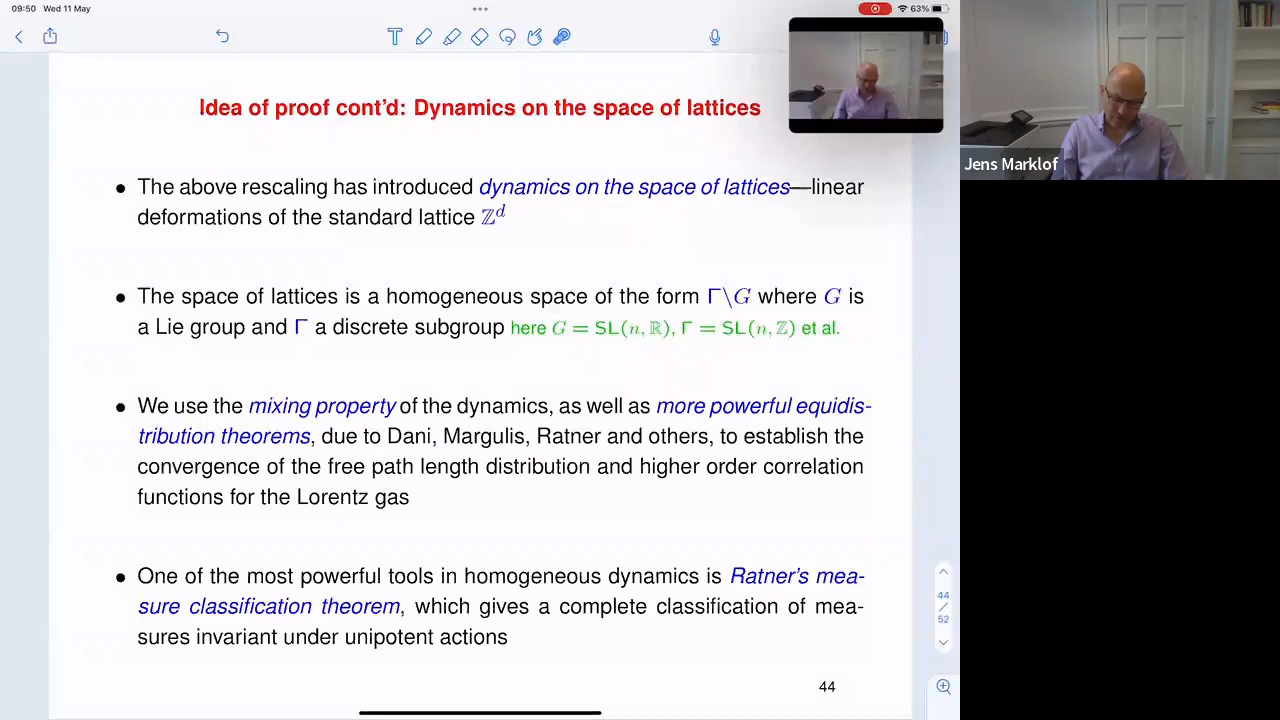 09:50 Wed 11 May
63%
Idea of proof cont'd: Dynamics on the space of lattices
• The above rescaling has introduced dynamics on the space of lattices—linear
deformations of the standard lattice ℤᵈ
• The space of lattices is a homogeneous space of the form Γ\G where G is
a Lie group and Γ a discrete subgroup here G = SL(n, ℝ), Γ = SL(n, ℤ) et al.
• We use the mixing property of the dynamics, as well as more powerful equidis-
tribution theorems, due to Dani, Margulis, Ratner and others, to establish the
convergence of the free path length distribution and higher order correlation
functions for the Lorentz gas
• One of the most powerful tools in homogeneous dynamics is Ratner's mea-
sure classification theorem, which gives a complete classification of mea-
sures invariant under unipotent actions
44
44
/
52
Jens Marklof